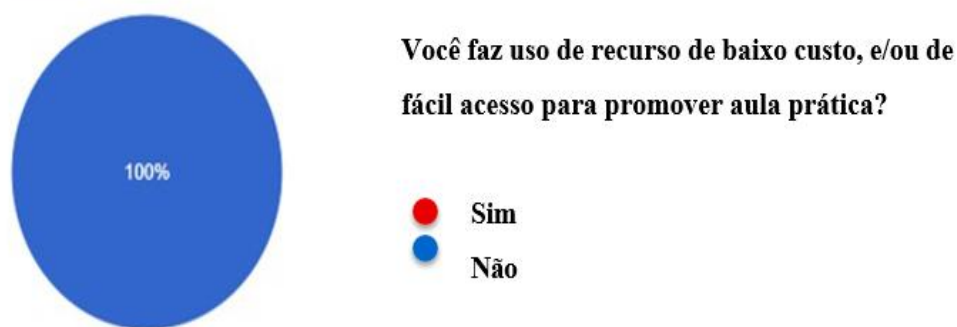 Você faz uso de recurso de baixo custo, e/ou de
fácil acesso para promover aula prática?
100%
Sim
Não